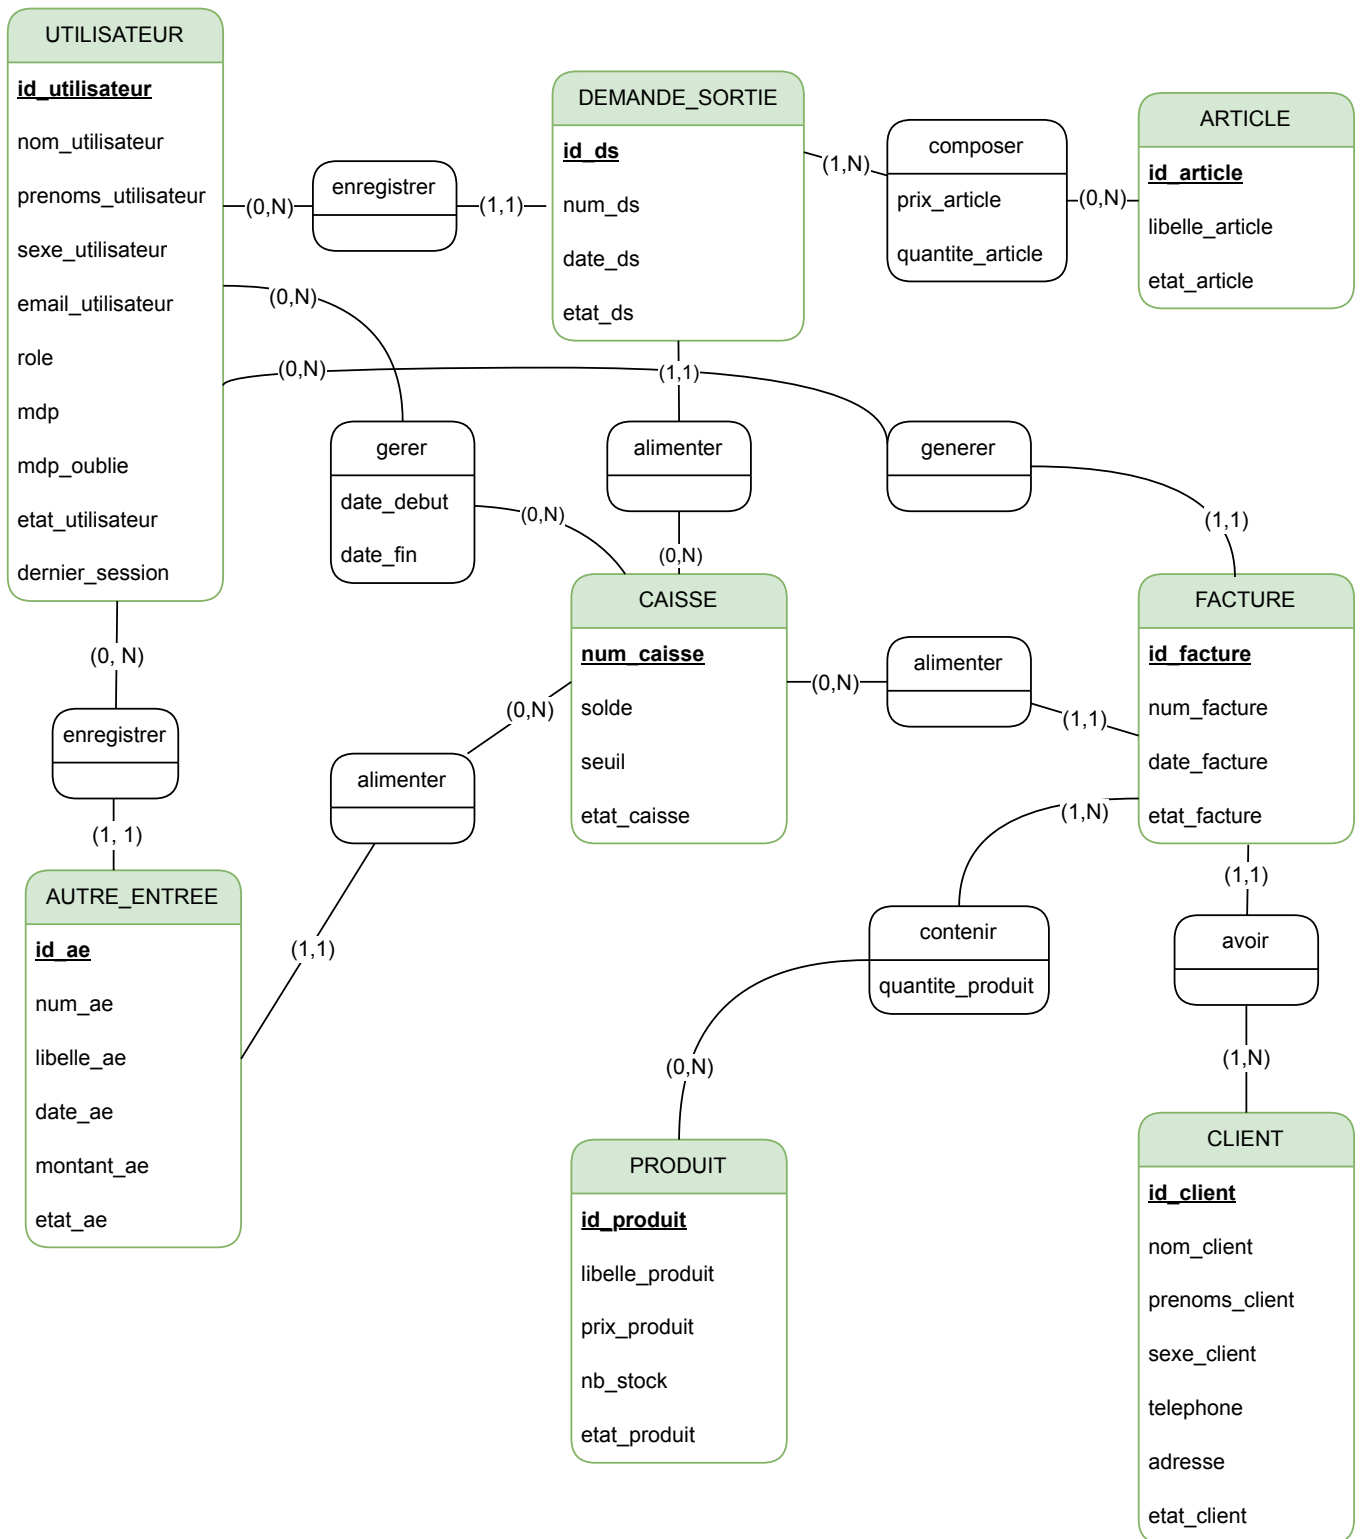 UTILISATEUR
id_utilisateur
nom_utilisateur
prenoms_utilisateur
sexe_utilisateur
email_utilisateur
role
mdp
mdp_oublie
etat_utilisateur
dernier_session
(0,N)
enregistrer
(1,1)
DEMANDE_SORTIE
id_ds
num_ds
date_ds
etat_ds
(1,N)
composer
prix_article
quantite_article
(0,N)
ARTICLE
id_article
libelle_article
etat_article
(0,N)
gerer
date_debut
date_fin
(0,N)
(0,N)
generer
(1,1)
(1,1)
alimenter
(0,N)
CAISSE
num_caisse
solde
seuil
etat_caisse
(0,N)
alimenter
(1,1)
FACTURE
id_facture
num_facture
date_facture
etat_facture
(0, N)
enregistrer
(1, 1)
(0,N)
alimenter
(1,1)
AUTRE_ENTREE
id_ae
num_ae
libelle_ae
date_ae
montant_ae
etat_ae
(1,N)
contenir
quantite_produit
(0,N)
PRODUIT
id_produit
libelle_produit
prix_produit
nb_stock
etat_produit
(1,1)
avoir
(1,N)
CLIENT
id_client
nom_client
prenoms_client
sexe_client
telephone
adresse
etat_client